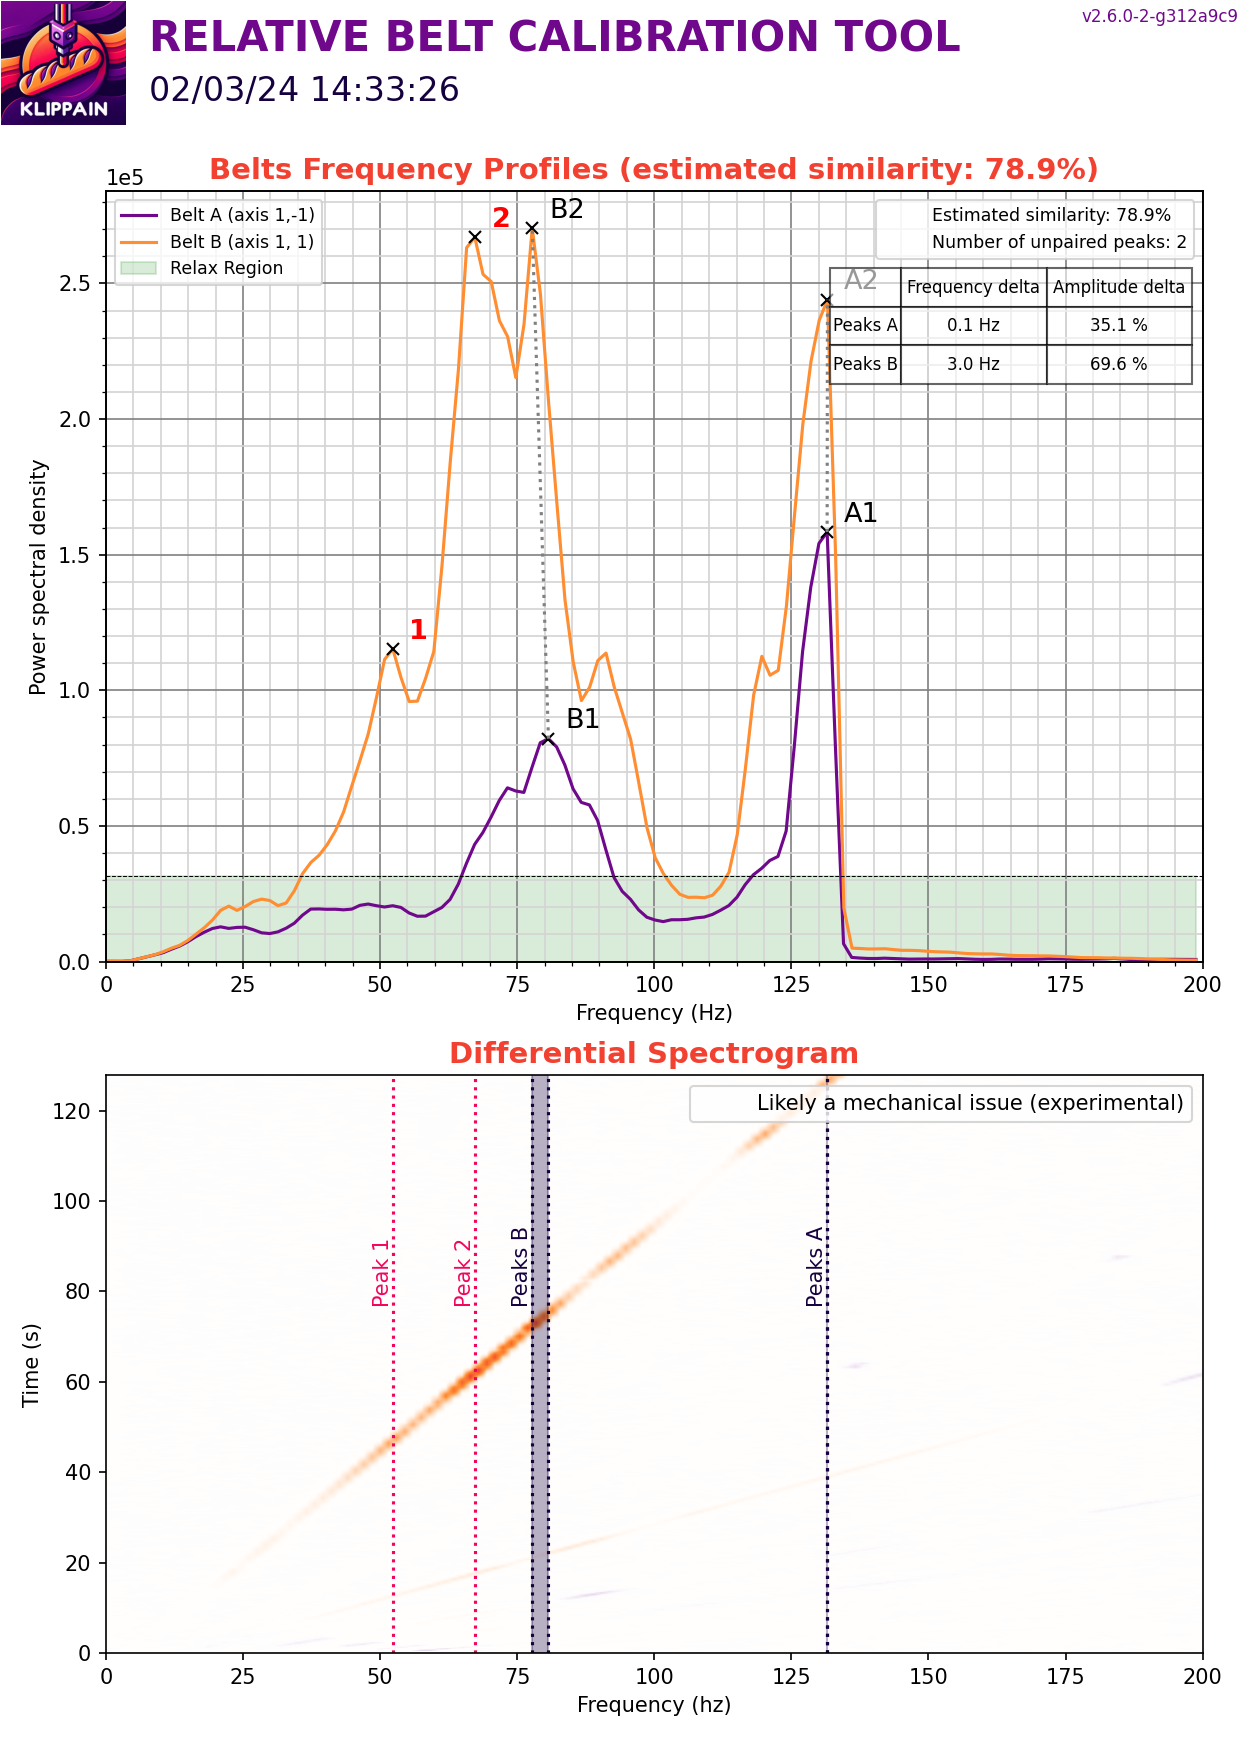 KLIPPAIN
RELATIVE BELT CALIBRATION TOOL
v2.6.0-2-g312a9c9
02/03/24 14:33:26
Belts Frequency Profiles (estimated similarity: 78.9%)
1e5
Belt A (axis 1,-1)
Belt B (axis 1, 1)
Relax Region
Estimated similarity: 78.9%
Number of unpaired peaks: 2
Frequency delta Amplitude delta
Peaks A 0.1 Hz 35.1 %
Peaks B 3.0 Hz 69.6 %
2
B2
A2
A1
1
B1
2.5
2.0
1.5
1.0
0.5
0.0
Power spectral density
0 25 50 75 100 125 150 175 200
Frequency (Hz)
Differential Spectrogram
Likely a mechanical issue (experimental)
Peak 1
Peak 2
Peaks B
Peaks A
120
100
80
60
40
20
0
Time (s)
0 25 50 75 100 125 150 175 200
Frequency (hz)